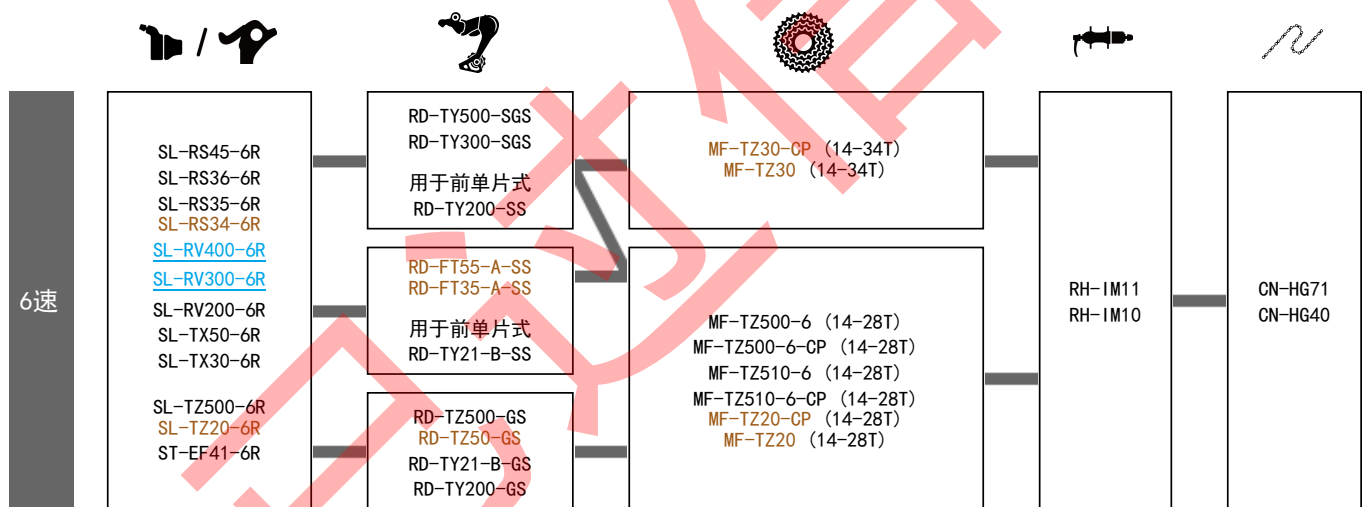 6速
SL-RS45-6R
SL-RS36-6R
SL-RS35-6R
SL-RS34-6R
SL-RV400-6R
SL-RV300-6R
SL-RV200-6R
SL-TX50-6R
SL-TX30-6R
SL-TZ500-6R
SL-TZ20-6R
ST-EF41-6R
RD-TY500-SGS
RD-TY300-SGS
用于前单片式
RD-TY200-SS
RD-FT55-A-SS
RD-FT35-A-SS
用于前单片式
RD-TY21-B-SS
RD-TZ500-GS
RD-TZ50-GS
RD-TY21-B-GS
RD-TY200-GS
MF-TZ30-CP (14-34T)
MF-TZ30 (14-34T)
MF-TZ500-6 (14-28T)
MF-TZ500-6-CP (14-28T)
MF-TZ510-6 (14-28T)
MF-TZ510-6-CP (14-28T)
MF-TZ20-CP (14-28T)
MF-TZ20 (14-28T)
RH-IM11
RH-IM10
CN-HG71
CN-HG40